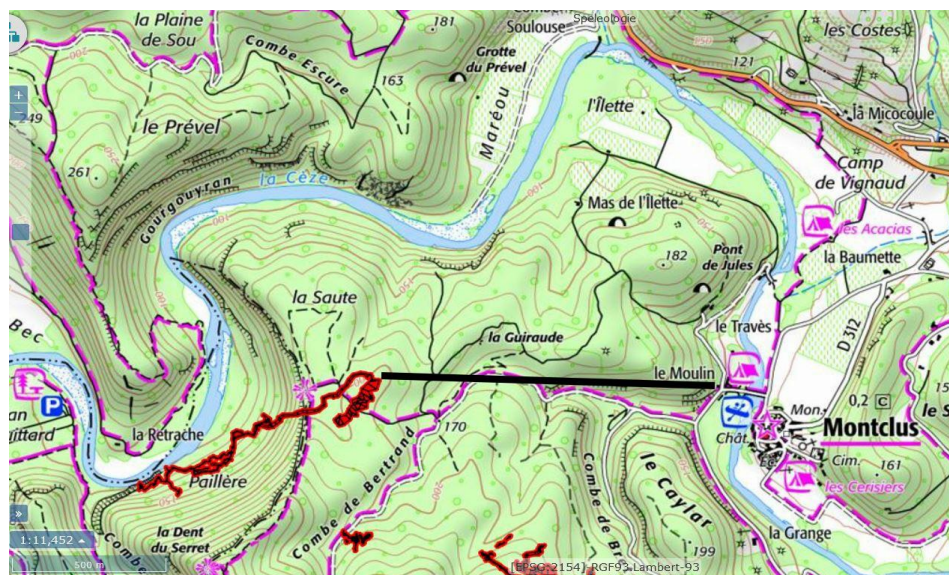 la Plaine
de Sou
181
Soulouse
Spéléologie
les Costes
Combe Escure
Grotte
du Prével
163
121
la Micocoule
249
le Prével
Maréou
l'Îlette
Camp
de Vignaud
261
la Cèze
Gourgouyran
Mas de l'Îlette
les Acacias
182
Pont
de Jules
la Baumette
la Saute
la Guiraude
le Travès
D 312
Bec
le Moulin
0,2 C
Mon.
P
la Retrache
170
Chât.
Montclus
Cim.
161
Paillère
les Cerisiers
Combe de Bertrand
le Caylar
la Dent
du Serret
199
la Grange
1:11,452
500 m
[EPSG:2154] RGF93 Lambert-93